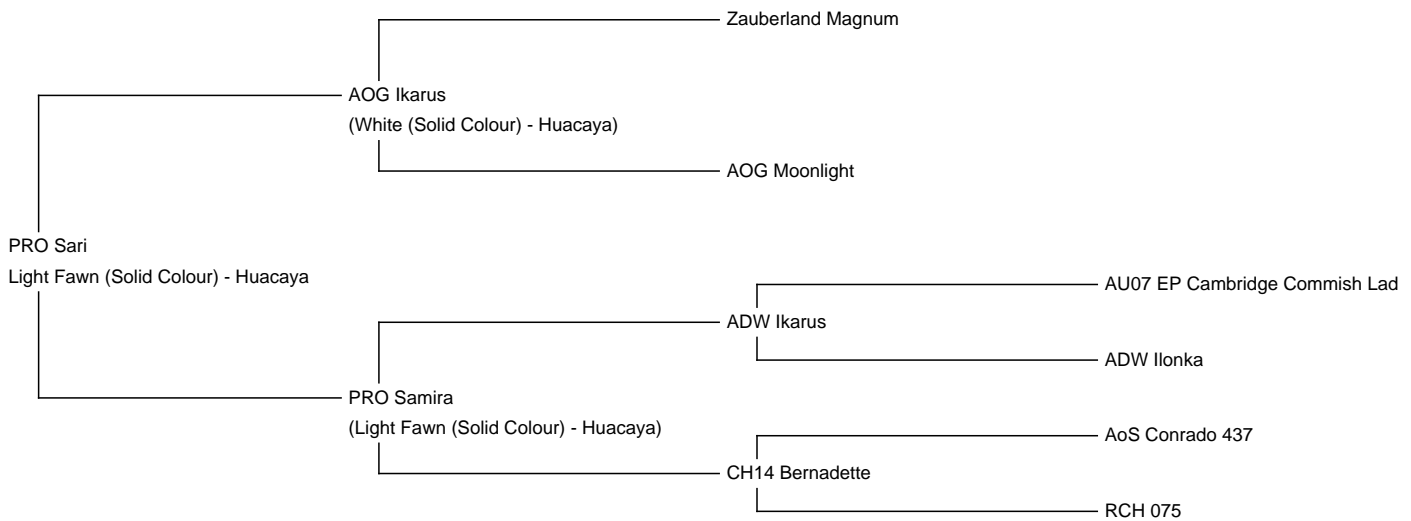 Zauberland Magnum
AOG Ikarus
(White (Solid Colour) - Huacaya)
AOG Moonlight
PRO Sari
Light Fawn (Solid Colour) - Huacaya
AU07 EP Cambridge Commish Lad
ADW Ikarus
ADW Ilonka
PRO Samira
(Light Fawn (Solid Colour) - Huacaya)
AoS Conrado 437
CH14 Bernadette
RCH 075